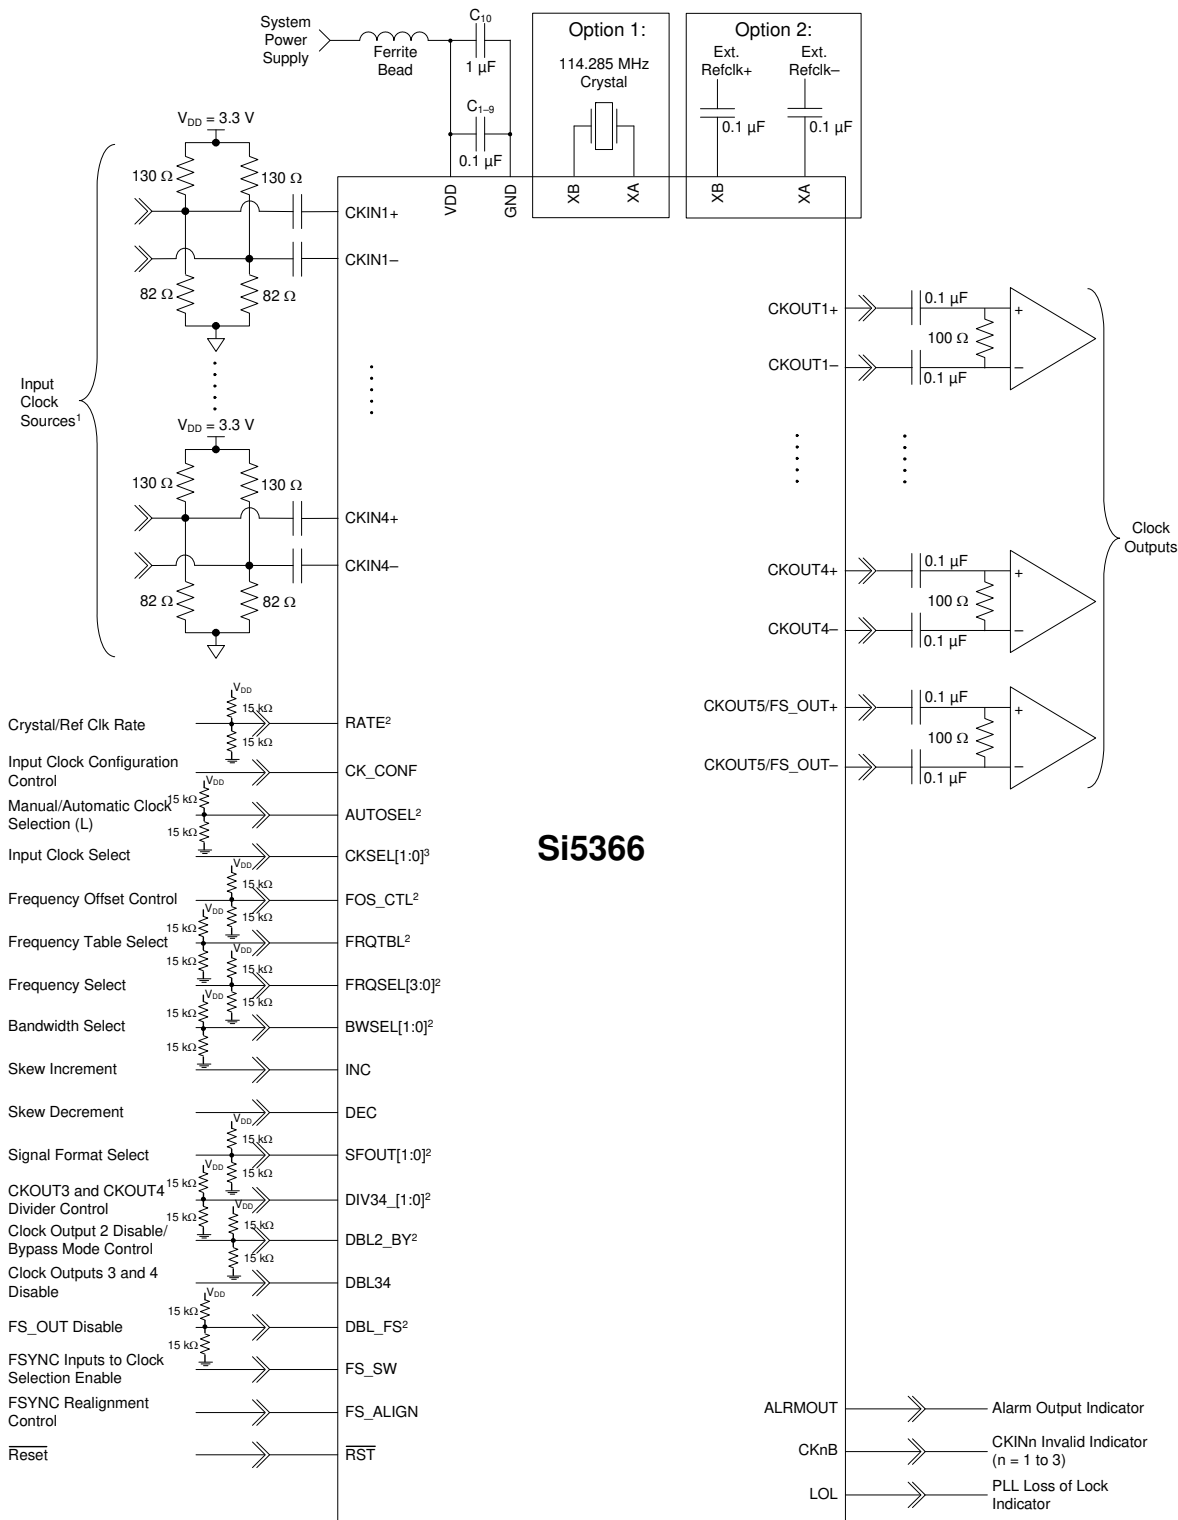 System
Power
Supply
Ferrite
Bead
C10
1 µF
C1–9
0.1 µF
VDD
GND
Option 1:
114.285 MHz
Crystal
XB
XA
Option 2:
Ext.
Refclk+
Ext.
Refclk–
0.1 µF
0.1 µF
XB
XA
Input
Clock
Sources1
VDD = 3.3 V
130 Ω
130 Ω
CKIN1+
CKIN1–
82 Ω
82 Ω
VDD = 3.3 V
130 Ω
130 Ω
CKIN4+
CKIN4–
82 Ω
82 Ω
CKOUT1+
0.1 µF
+
100 Ω
CKOUT1–
–
0.1 µF
CKOUT4+
0.1 µF
+
100 Ω
CKOUT4–
–
0.1 µF
CKOUT5/FS_OUT+
0.1 µF
+
100 Ω
CKOUT5/FS_OUT–
–
0.1 µF
Clock
Outputs
Si5366
Crystal/Ref Clk Rate
VDD
15 kΩ
15 kΩ
RATE2
Input Clock Configuration
Control
CK_CONF
Manual/Automatic Clock
Selection (L)
VDD
15 kΩ
15 kΩ
AUTOSEL2
Input Clock Select
CKSEL[1:0]3
Frequency Offset Control
VDD
15 kΩ
15 kΩ
FOS_CTL2
Frequency Table Select
VDD
15 kΩ
15 kΩ
FRQTBL2
Frequency Select
VDD
15 kΩ
15 kΩ
FRQSEL[3:0]2
Bandwidth Select
VDD
15 kΩ
15 kΩ
BWSEL[1:0]2
Skew Increment
INC
Skew Decrement
DEC
Signal Format Select
VDD
15 kΩ
15 kΩ
SFOUT[1:0]2
CKOUT3 and CKOUT4
Divider Control
VDD
15 kΩ
15 kΩ
DIV34_[1:0]2
Clock Output 2 Disable/
Bypass Mode Control
VDD
15 kΩ
15 kΩ
DBL2_BY2
Clock Outputs 3 and 4
Disable
DBL34
FS_OUT Disable
VDD
15 kΩ
15 kΩ
DBL_FS2
FSYNC Inputs to Clock
Selection Enable
FS_SW
FSYNC Realignment
Control
FS_ALIGN
Reset
RST
ALRMOUT
Alarm Output Indicator
CKnB
CKINn Invalid Indicator
(n = 1 to 3)
LOL
PLL Loss of Lock
Indicator